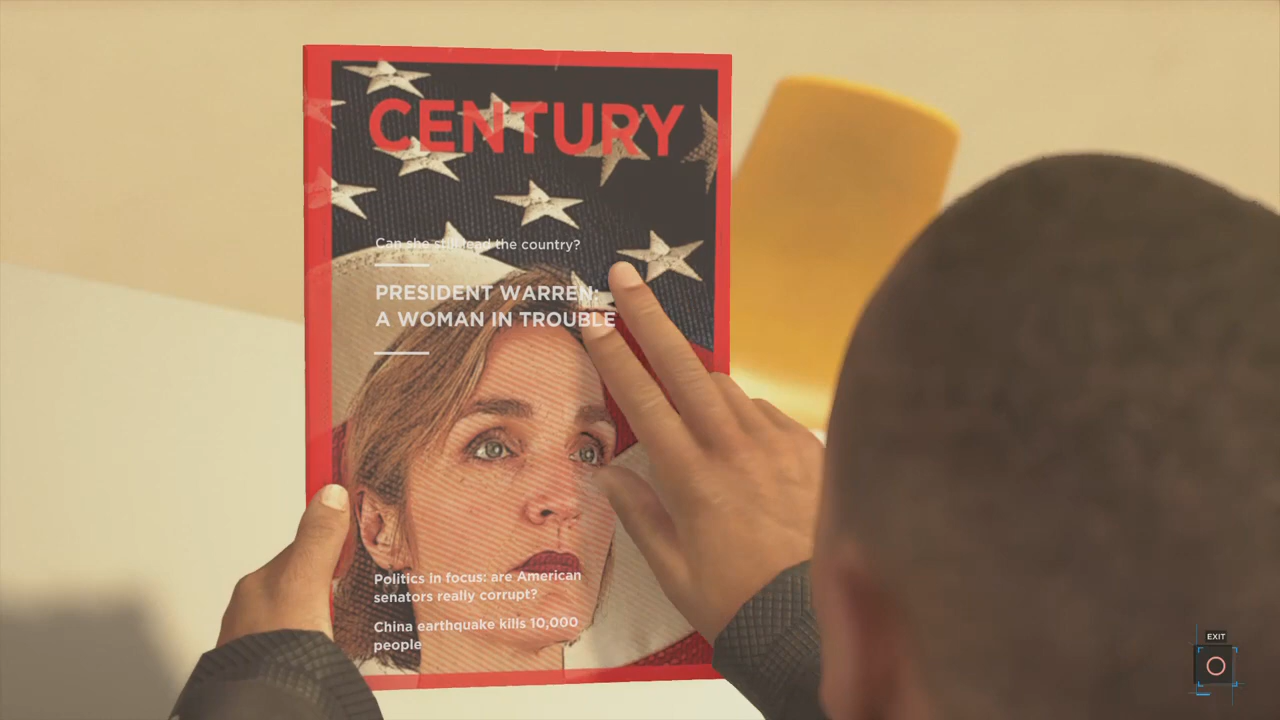 CENTURY
Can she still lead the country?
PRESIDENT WARREN:
A WOMAN IN TROUBLE
Politics in focus: are American
senators really corrupt?
China earthquake kills 10,000
people
EXIT